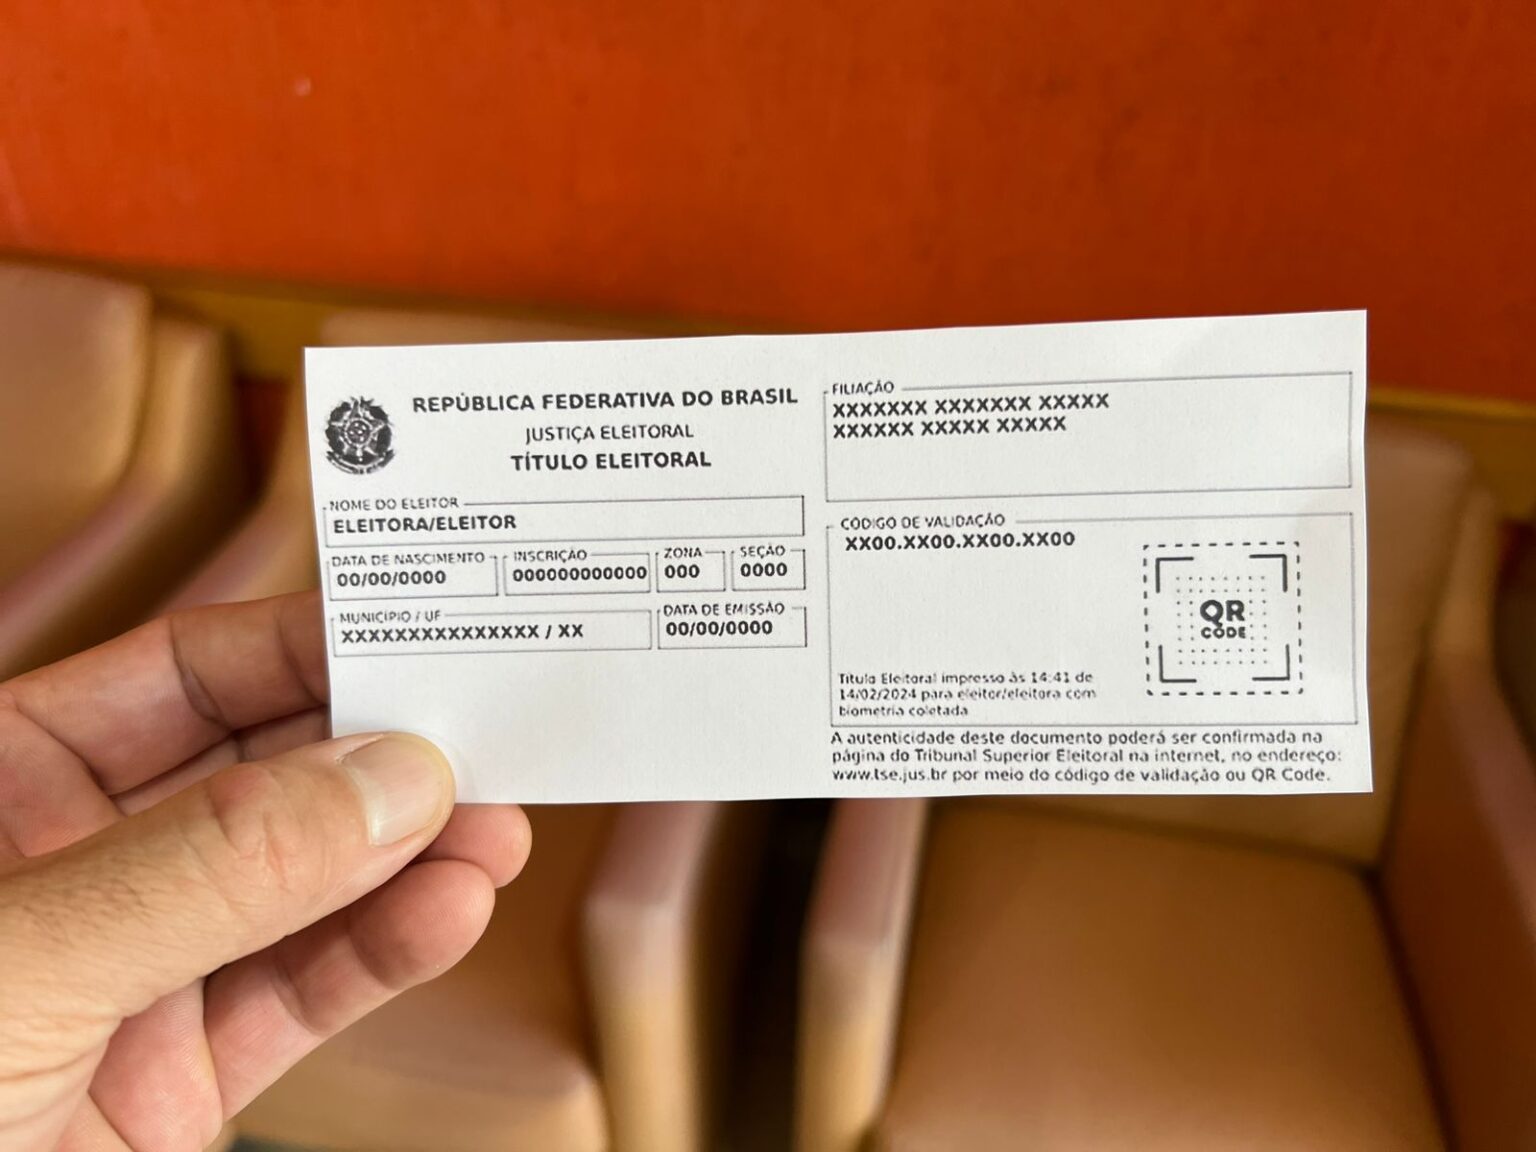 REPÚBLICA FEDERATIVA DO BRASIL
JUSTIÇA ELEITORAL
TÍTULO ELEITORAL
NOME DO ELEITOR
ELEITORA/ELEITOR
DATA DE NASCIMENTO INSCRIÇÃO ZONA SEÇÃO
00/00/0000 000000000000 000 0000
MUNICÍPIO / UF DATA DE EMISSÃO
XXXXXXXXXXXXXXX / XX 00/00/0000
FILIAÇÃO
XXXXXXX XXXXXXX XXXXX
XXXXXX XXXXX XXXXX
CÓDIGO DE VALIDAÇÃO
XX00.XX00.XX00.XX00
QR
CODE
Título Eleitoral impresso às 14:41 de
14/02/2024 para eleitor/eleitora com
biometria coletada
A autenticidade deste documento poderá ser confirmada na
página do Tribunal Superior Eleitoral na internet, no endereço:
www.tse.jus.br por meio do código de validação ou QR Code.